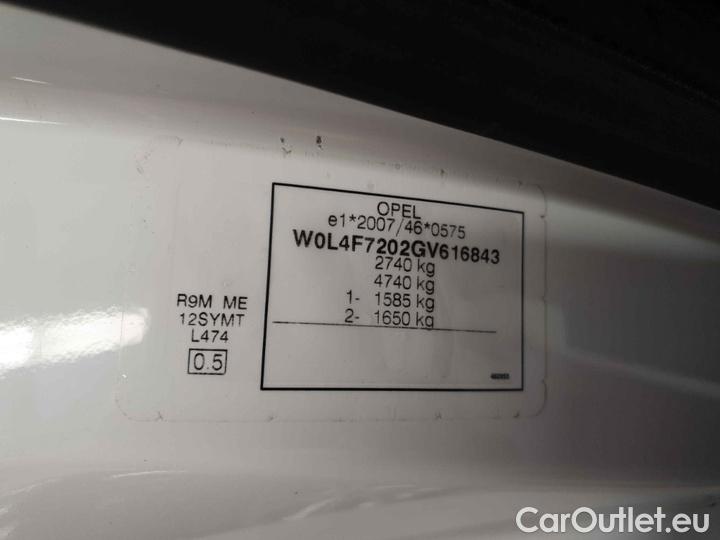 OPEL
e1*2007/46*0575
W0L4F7202GV616843
2740 kg
4740 kg
1- 1585 kg
2- 1650 kg
R9M ME
12SYMT
L474
0.5
CarOutlet.eu